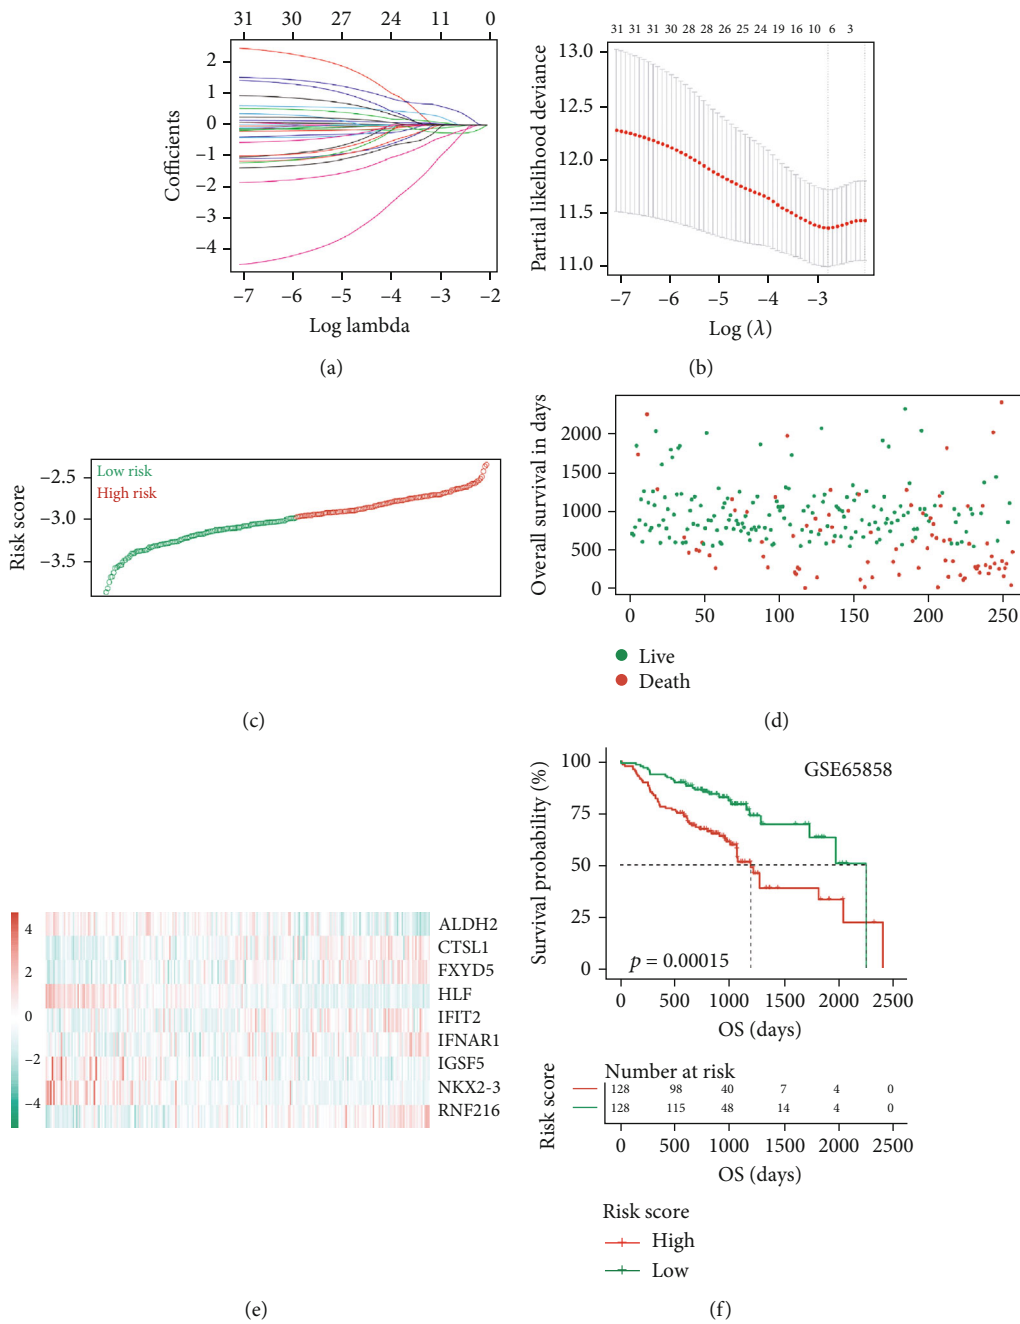 31 30 27 24 11 0
2
1
0
−1
−2
−3
−4
Cofficients
−7 −6 −5 −4 −3 −2
Log lambda
(a)
31 31 31 30 28 28 26 25 24 19 16 10 6 3
13.0
12.5
12.0
11.5
11.0
Partial likelihood deviance
−7 −6 −5 −4 −3
Log (λ)
(b)
Low risk
High risk
−2.5
−3.0
−3.5
Risk score
(c)
2000
1500
1000
500
0
Overall survival in days
0 50 100 150 200 250
Live
Death
(d)
4
2
0
−2
−4
ALDH2
CTSL1
FXYD5
HLF
IFIT2
IFNAR1
IGSF5
NKX2-3
RNF216
(e)
100
75
50
25
0
Survival probability (%)
GSE65858
p = 0.00015
0 500 1000 1500 2000 2500
OS (days)
Number at risk
Risk score
128 98 40 7 4 0
128 115 48 14 4 0
0 500 1000 1500 2000 2500
OS (days)
Risk score
High
Low
(f)